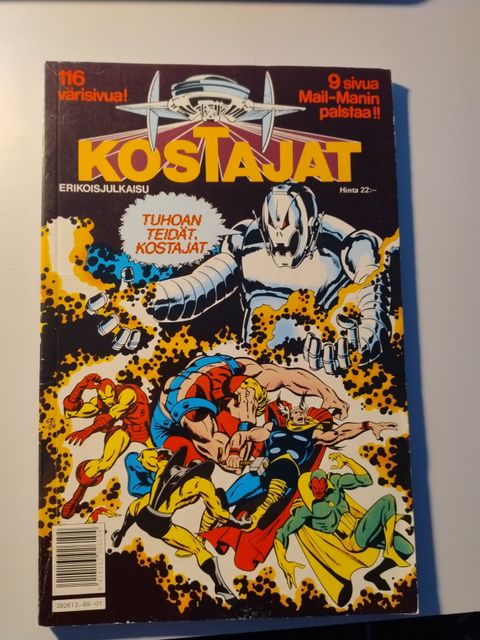 116
värisivua!
9 sivua
Mail-Manin
palstaa!!
KOSTAJAT
ERIKOISJULKAISU
Hinta 22:-
TUHOAN
TEIDÄT,
KOSTAJAT
392613-89-01